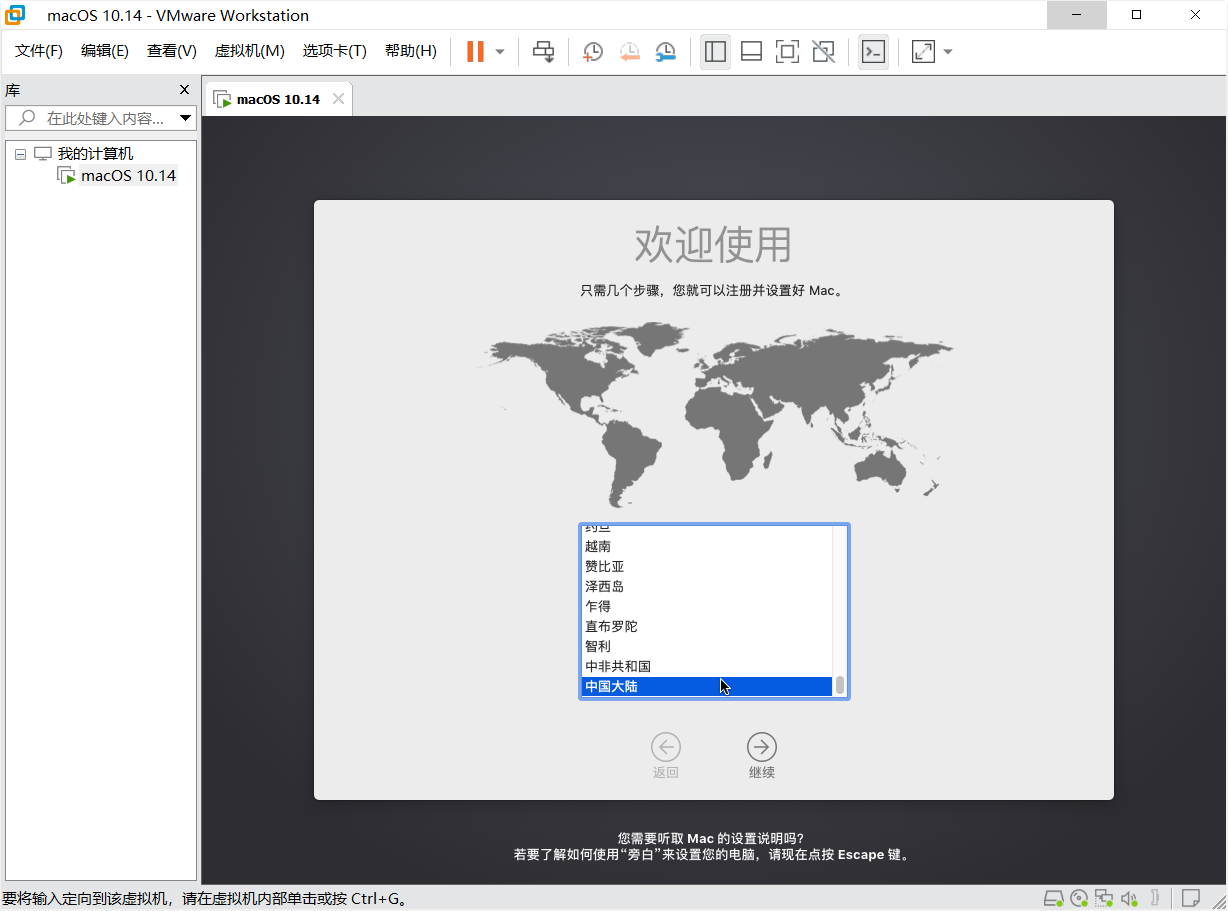 macOS 10.14 - VMware Workstation
文件(F) 编辑(E) 查看(V) 虚拟机(M) 选项卡(T) 帮助(H)
库
macOS 10.14
在此处键入内容...
我的计算机
macOS 10.14
欢迎使用
只需几个步骤，您就可以注册并设置好 Mac。
约旦
越南
赞比亚
泽西岛
乍得
直布罗陀
智利
中非共和国
中国大陆
返回 继续
您需要听取 Mac 的设置说明吗？
若要了解如何使用“旁白”来设置您的电脑，请现在点按 Escape 键。
要将输入定向到该虚拟机，请在虚拟机内部单击或按 Ctrl+G。